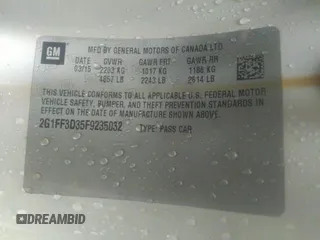 GM
MFD BY GENERAL MOTORS OF CANADA LTD.
DATE GVWR GAWR FRT GAWR RR
03/15 2203 KG 1017 KG 1186 KG
4857 LB 2243 LB 2614 LB
THIS VEHICLE CONFORMS TO ALL APPLICABLE U.S. FEDERAL MOTOR
VEHICLE SAFETY, BUMPER, AND THEFT PREVENTION STANDARDS
IN EFFECT ON THE DATE OF MANUFACTURE SHOWN ABOVE.
2G1FF3D35F9235032 TYPE: PASS CAR
DREAMBID